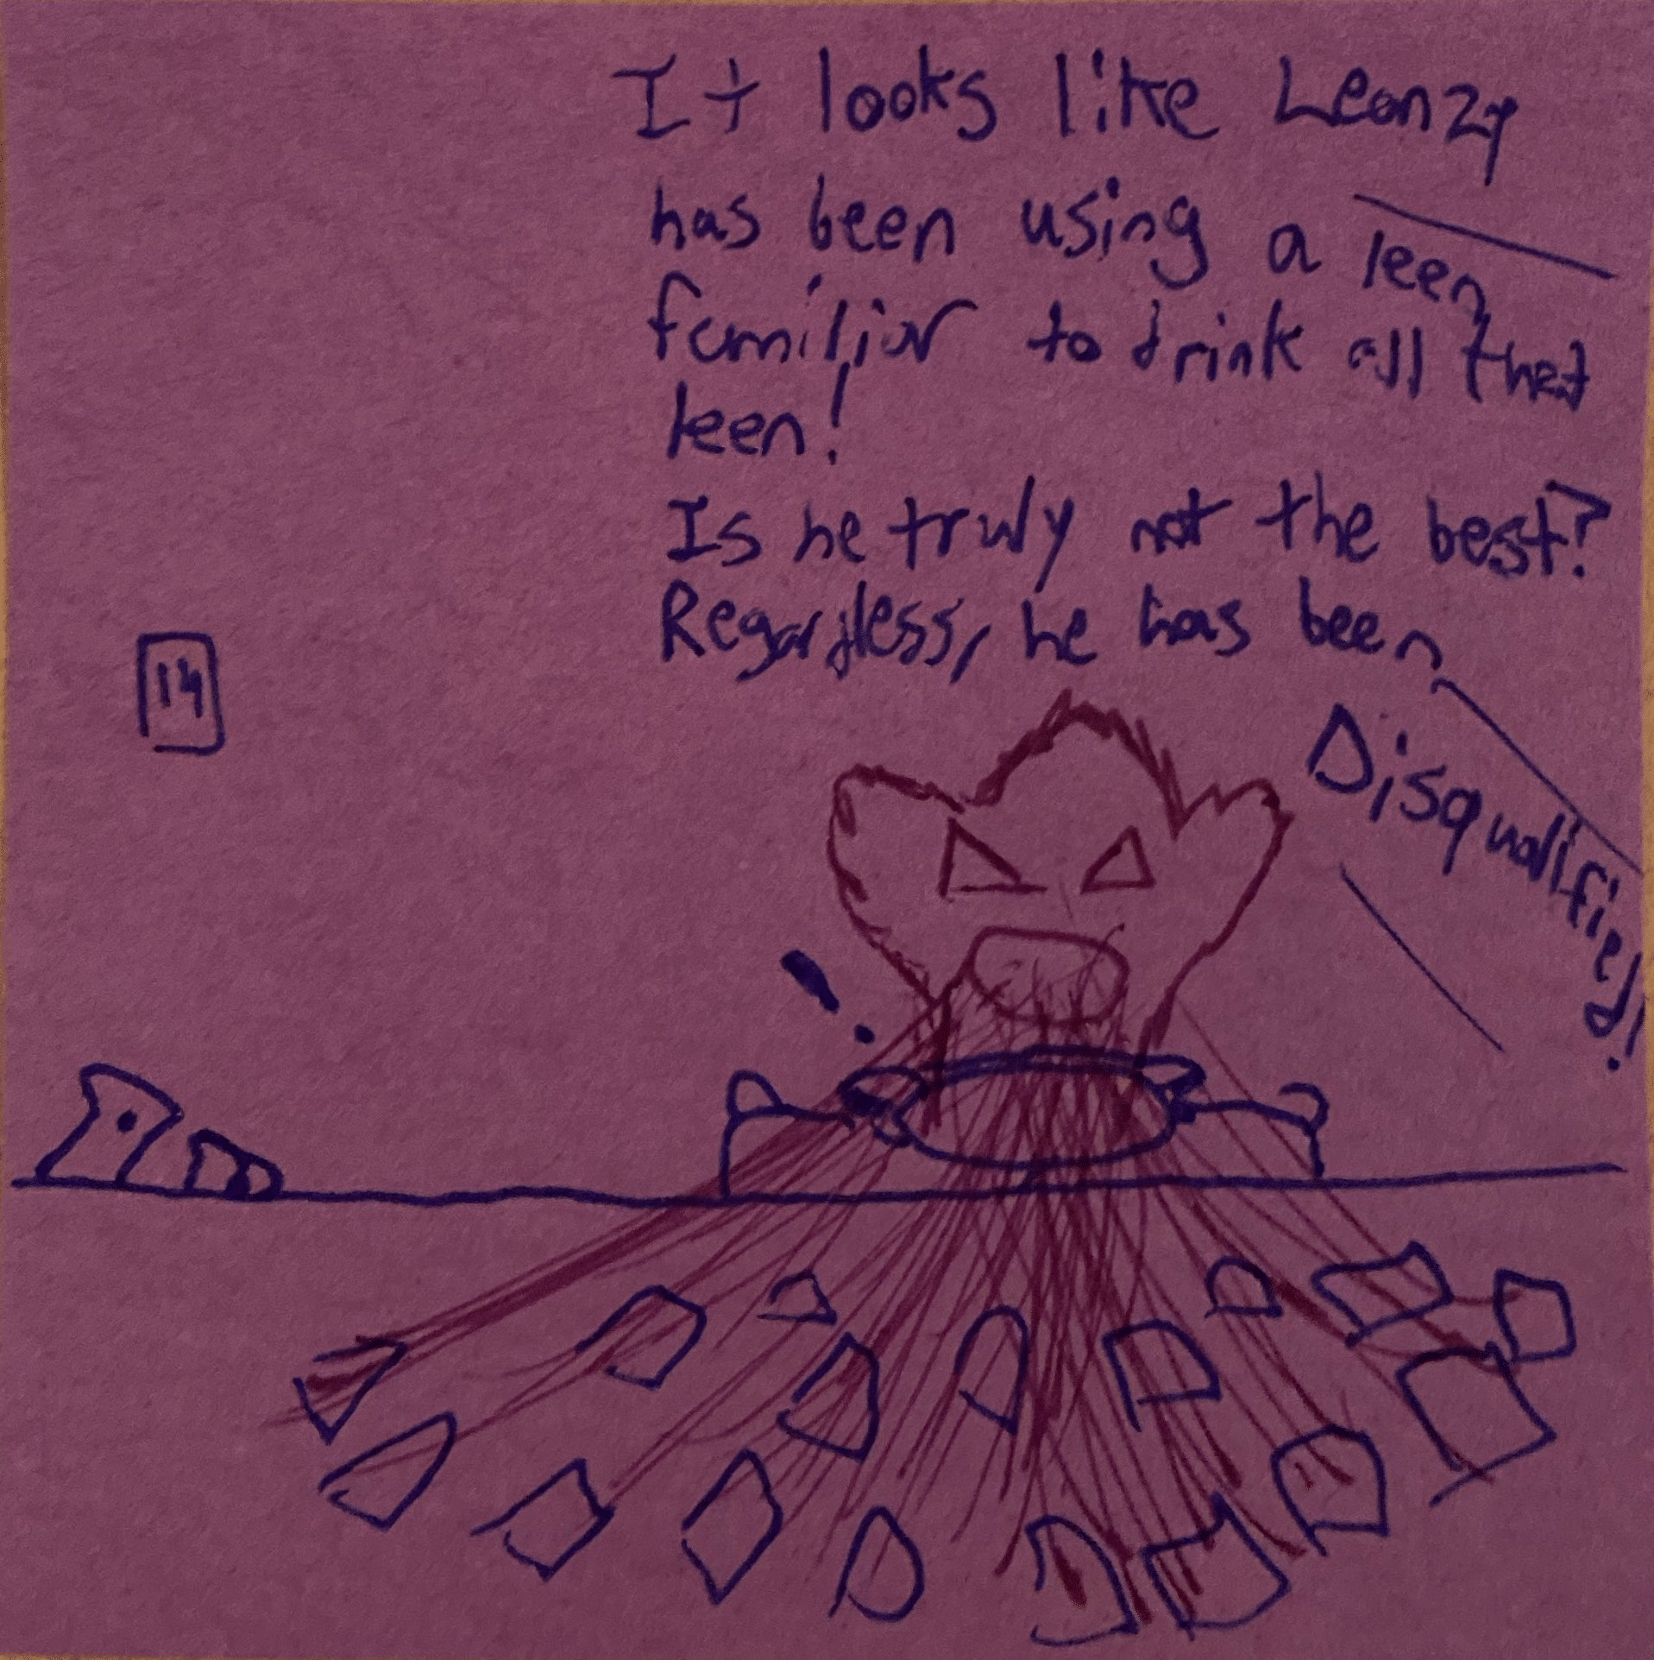 It looks like Leanzy
has been using a leen
familiar to drink all that
leen!
Is he truly not the best?
Regardless, he has been
Disqualified!
14
!